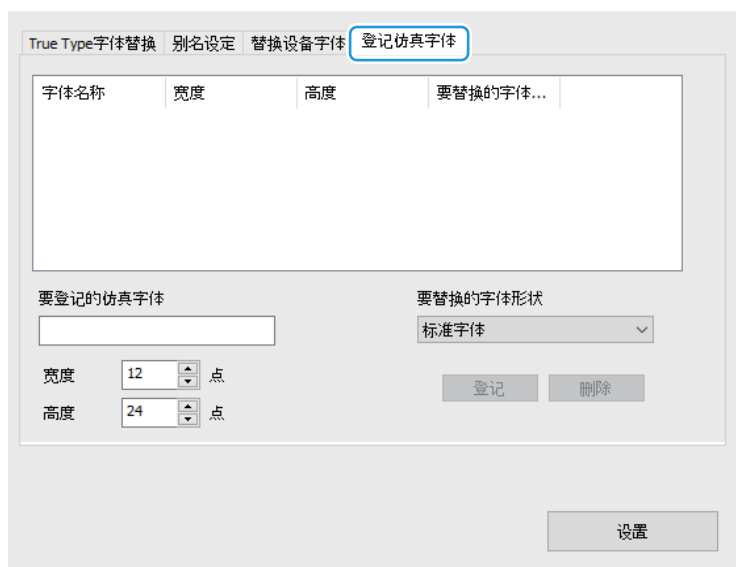 True Type字体替换 别名设定 替换设备字体 登记仿真字体
字体名称 宽度 高度 要替换的字体...
要登记的仿真字体 要替换的字体形状
标准字体
宽度 12 点
登记 删除
高度 24 点
设置